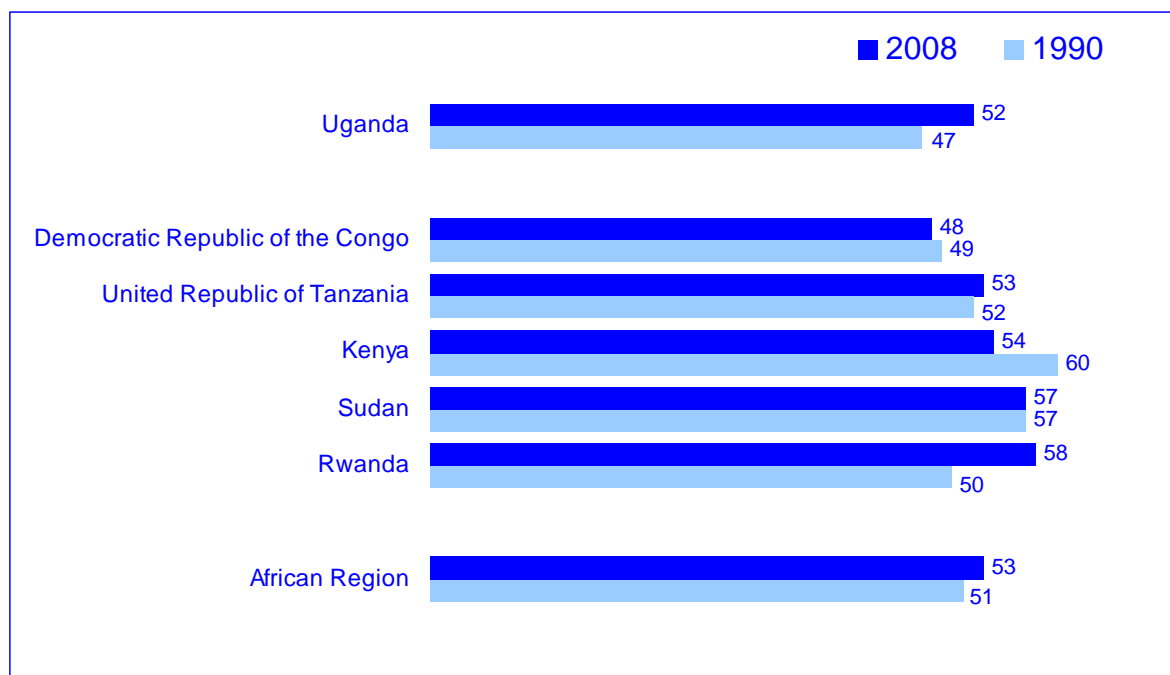 2008 1990
Uganda 52
47
Democratic Republic of the Congo 48
49
United Republic of Tanzania 53
52
Kenya 54
60
Sudan 57
57
Rwanda 58
50
African Region 53
51